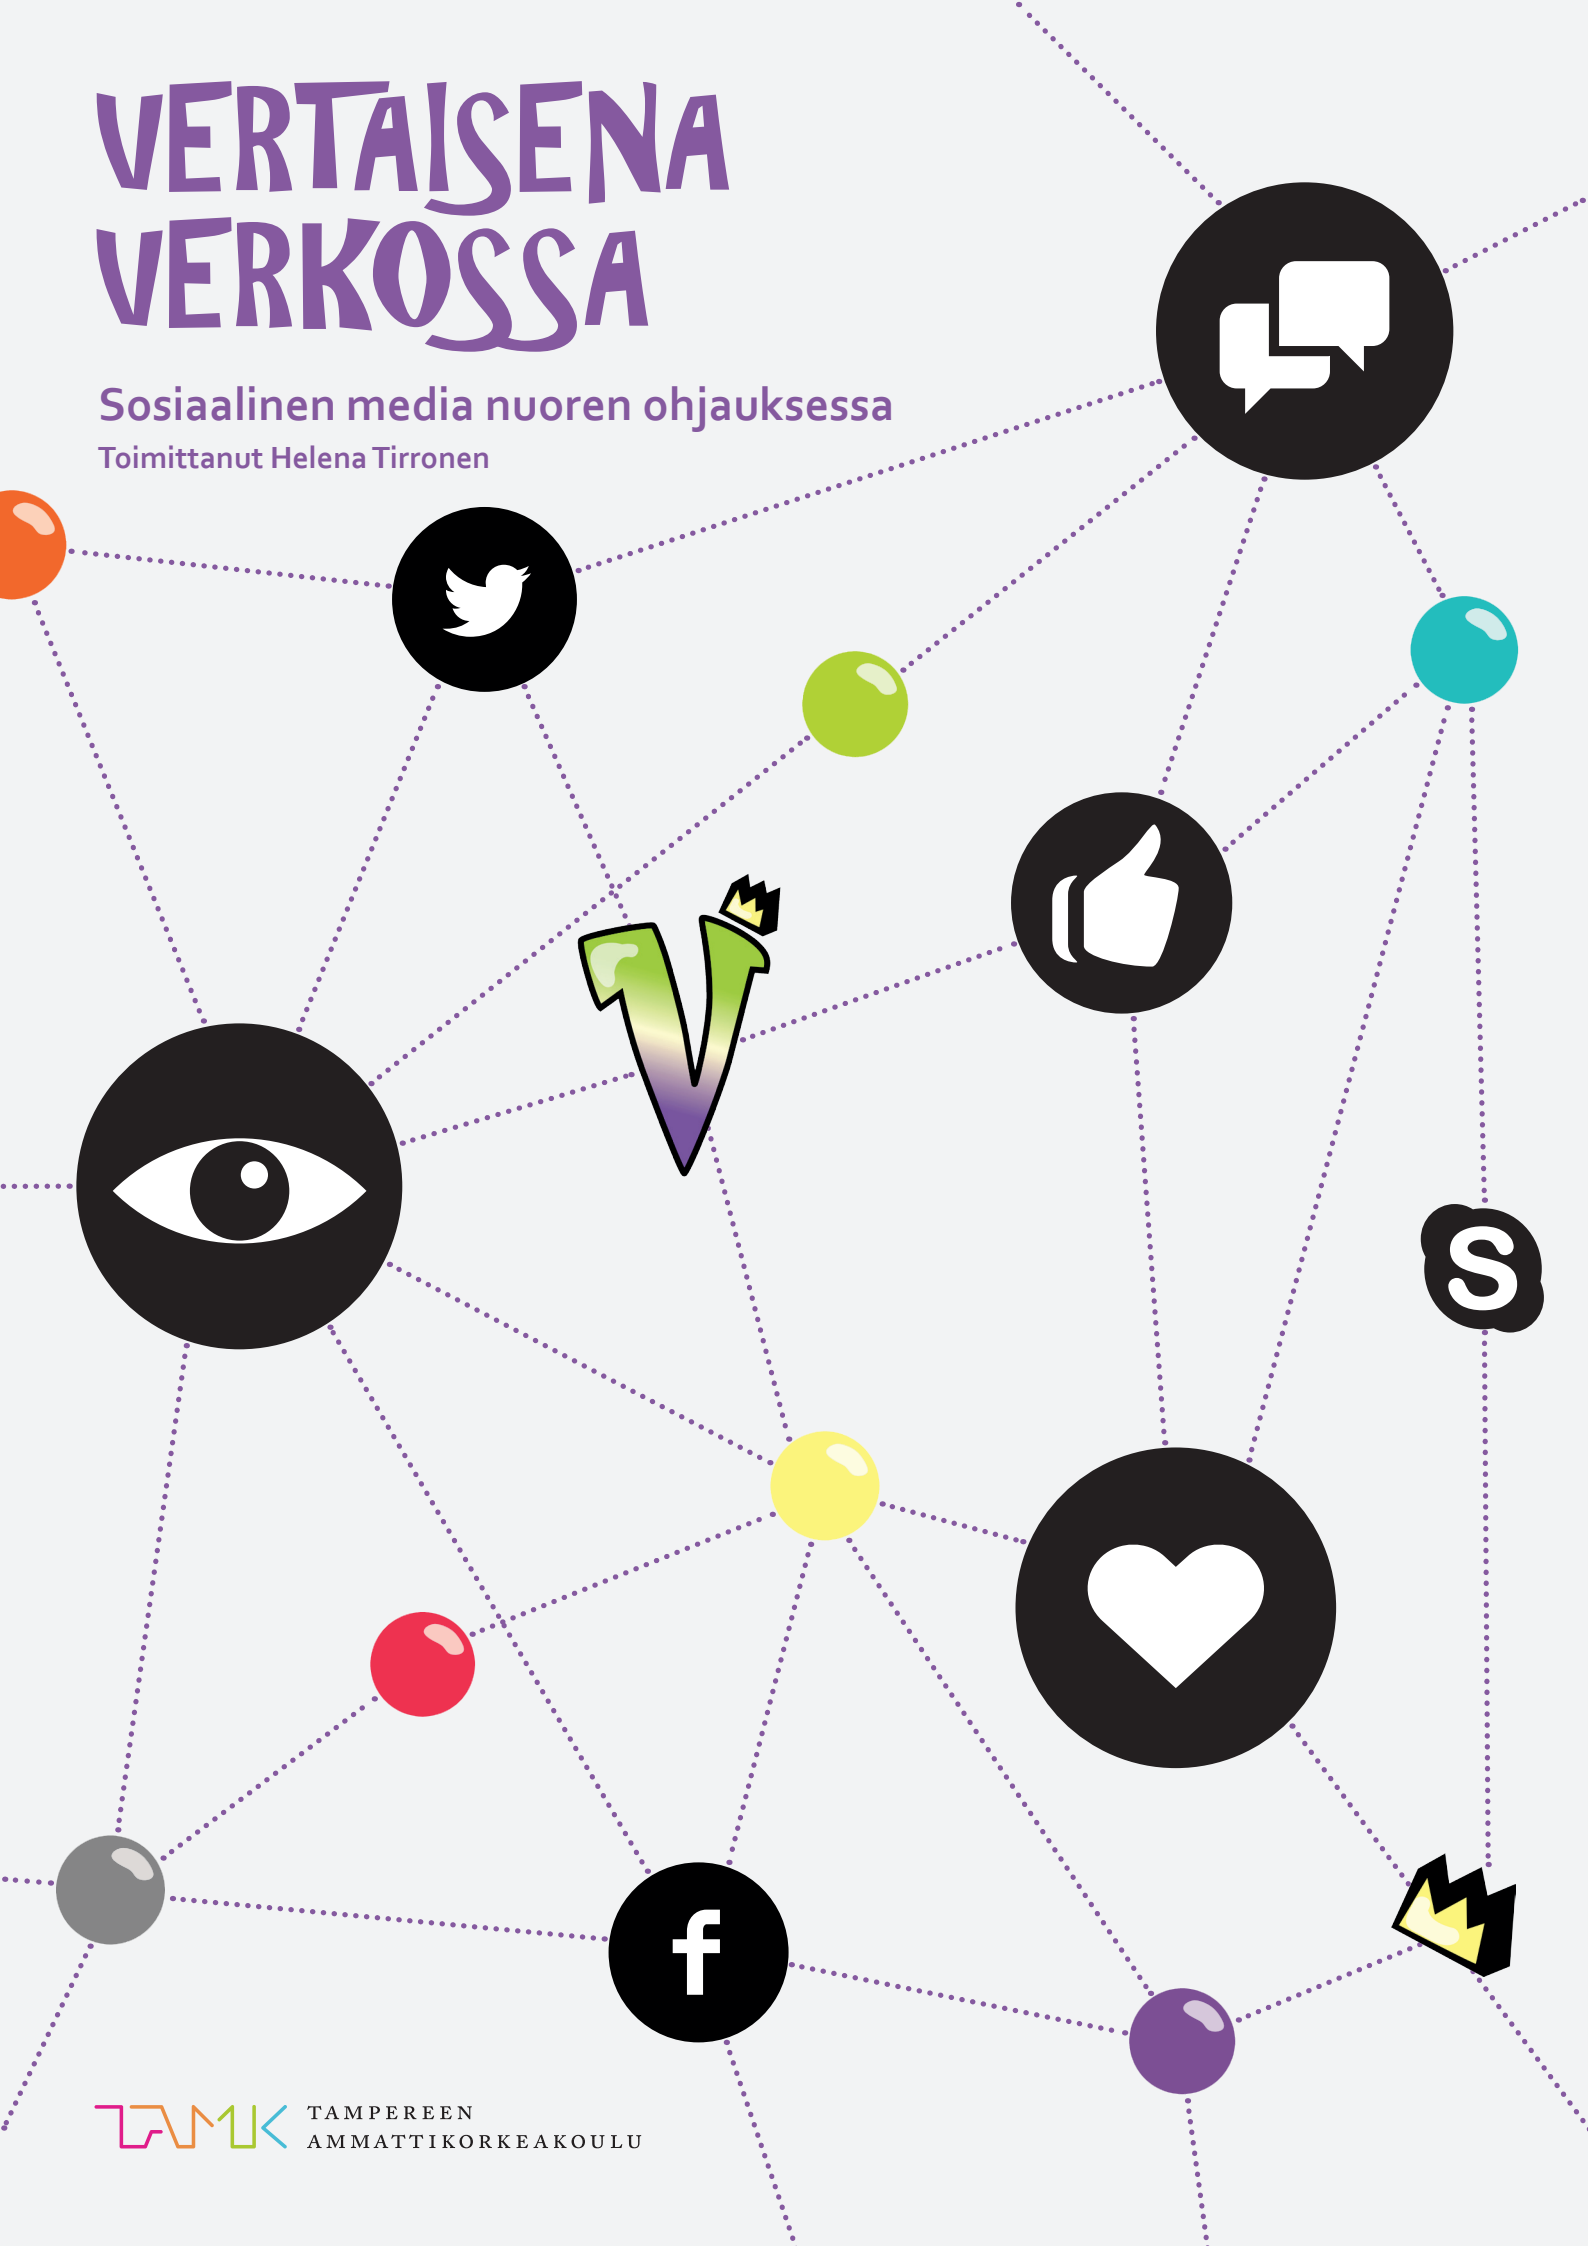 VERTAISENA
VERKOSSA
Sosiaalinen media nuoren ohjauksessa
Toimittanut Helena Tirronen
V
S
f
TAMK
TAMPEREEN
AMMATTIKORKEAKOULU